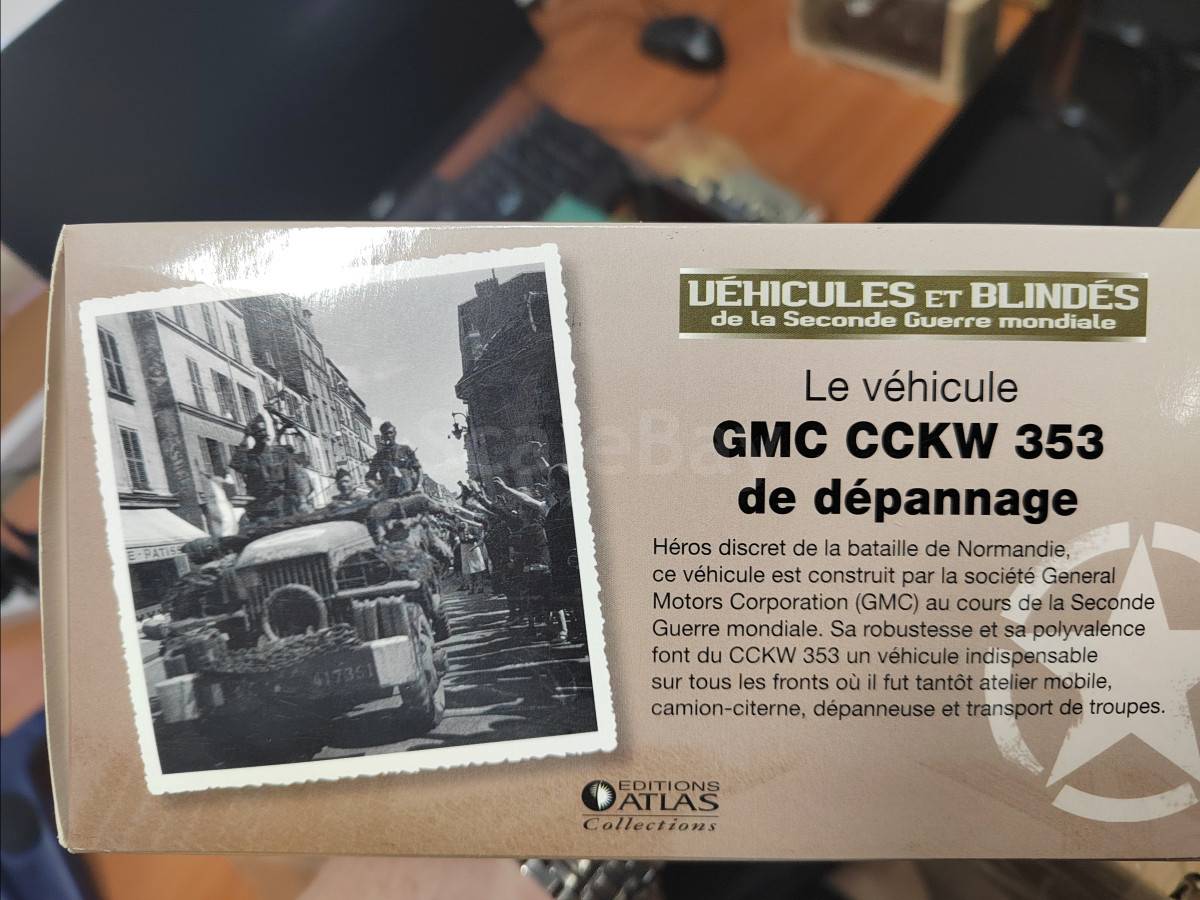 VÉHICULES ET BLINDÉS
de la Seconde Guerre mondiale
Le véhicule
GMC CCKW 353
de dépannage
Héros discret de la bataille de Normandie,
ce véhicule est construit par la société General
Motors Corporation (GMC) au cours de la Seconde
Guerre mondiale. Sa robustesse et sa polyvalence
font du CCKW 353 un véhicule indispensable
sur tous les fronts où il fut tantôt atelier mobile,
camion-citerne, dépanneuse et transport de troupes.
E-PATIS
417361
EDITIONS
ATLAS
Collections
ScaleBay